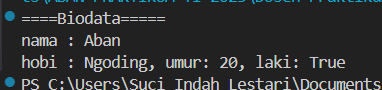 ====Biodata=====
nama : Aban
hobi : Ngoding, umur: 20, laki: True
PS C:\Users\Suci Indah Lestari\Documents